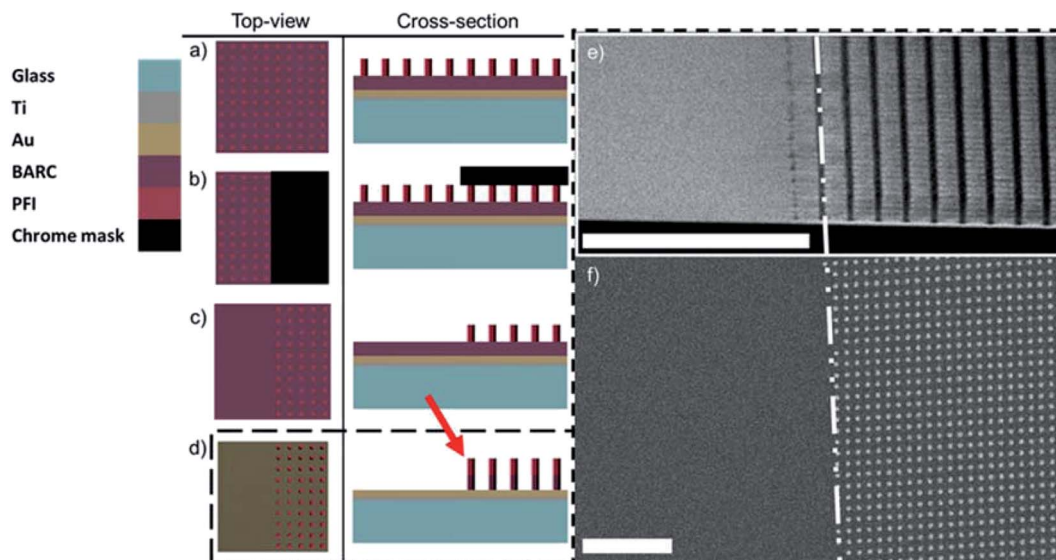 Top-view
Cross-section
Glass
Ti
Au
BARC
PFI
Chrome mask
a)
b)
c)
d)
e)
f)